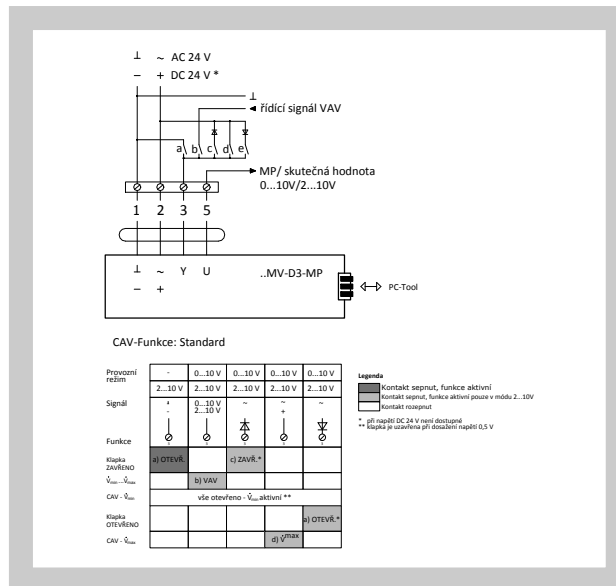 ⊥ ~ AC 24 V
– + DC 24 V *
⊥
řídící signál VAV
a b c d e
MP/ skutečná hodnota
0...10V/2...10V
1 2 3 5
⊥ ~ Y U ..MV-D3-MP
– +
PC-Tool
CAV-Funkce: Standard
Provozní režim
- 0...10 V 0...10 V 0...10 V 0...10 V
2...10 V 2...10 V 2...10 V 2...10 V 2...10 V
Signál
- 0...10 V 2...10 V ~ ~ + ~
Funkce
Klapka ZAVŘENO
a) OTEVŘ. c) ZAVŘ.*
V̇min...V̇max
b) VAV
CAV - V̇min
vše otevřeno - V̇min aktivní **
Klapka OTEVŘENO
a) OTEVŘ.*
CAV - V̇max
d) V̇max
Legenda
Kontakt sepnut, funkce aktivní
Kontakt sepnut, funkce aktivní pouze v módu 2...10V
Kontakt rozepnut
* při napětí DC 24 V není dostupné
** klapka je uzavřena při dosažení napětí 0,5 V